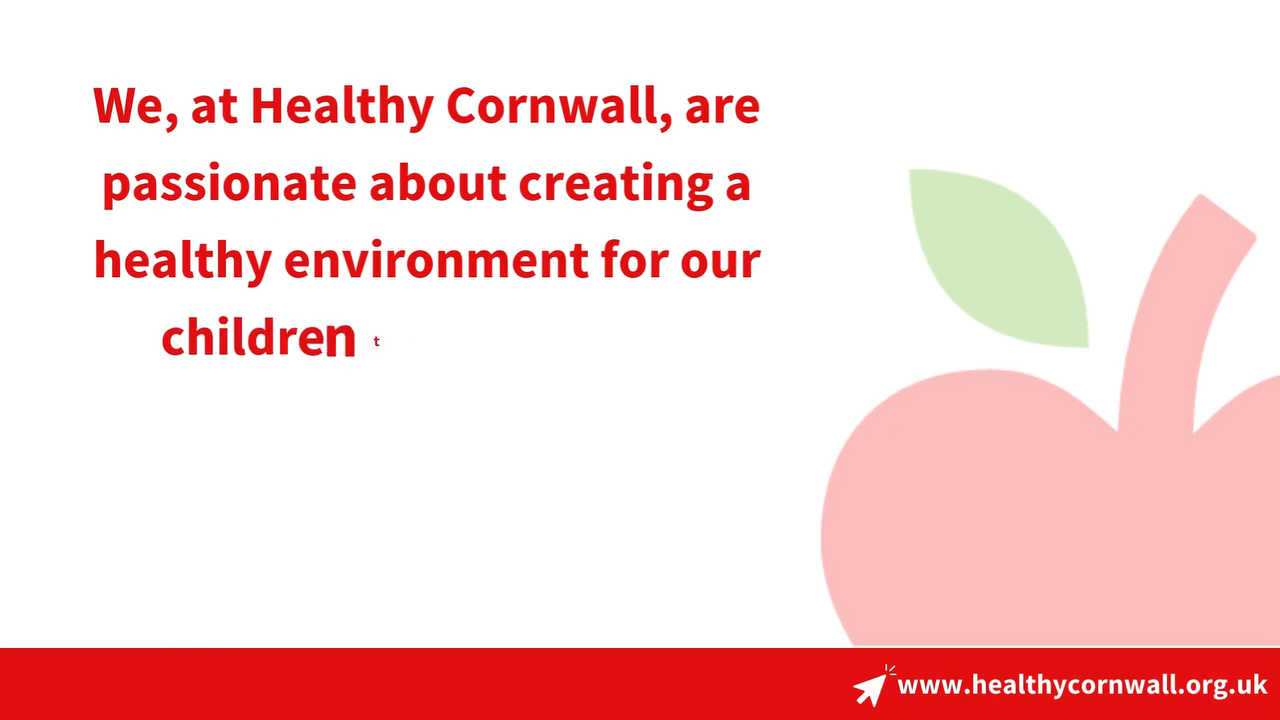 We, at Healthy Cornwall, are
passionate about creating a
healthy environment for our
children t
www.healthycornwall.org.uk